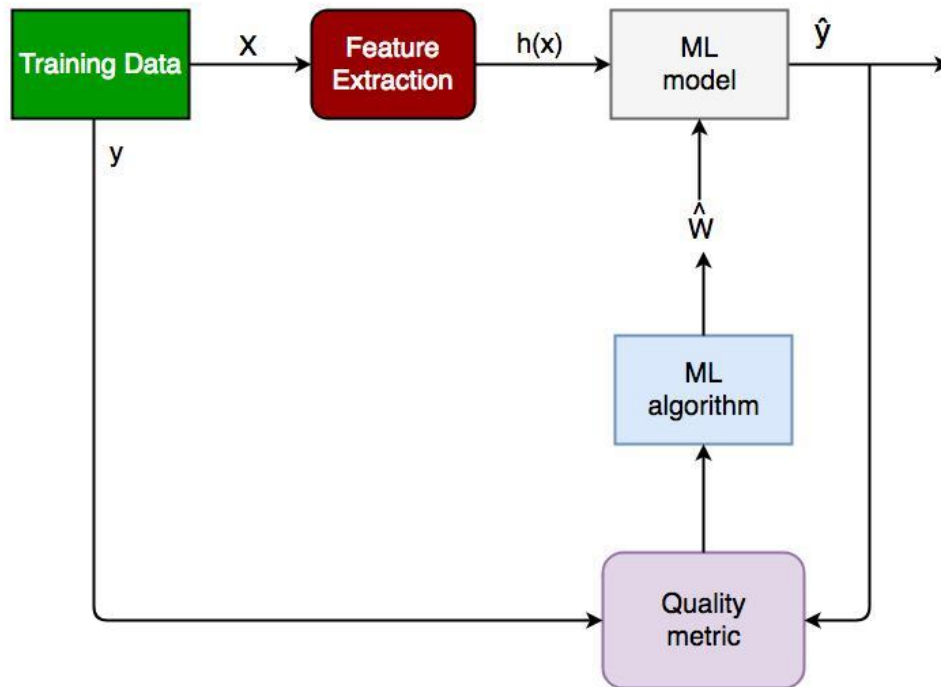 Training Data
x
Feature
Extraction
h(x)
ML
model
ŷ
y
ŵ
ML
algorithm
Quality
metric